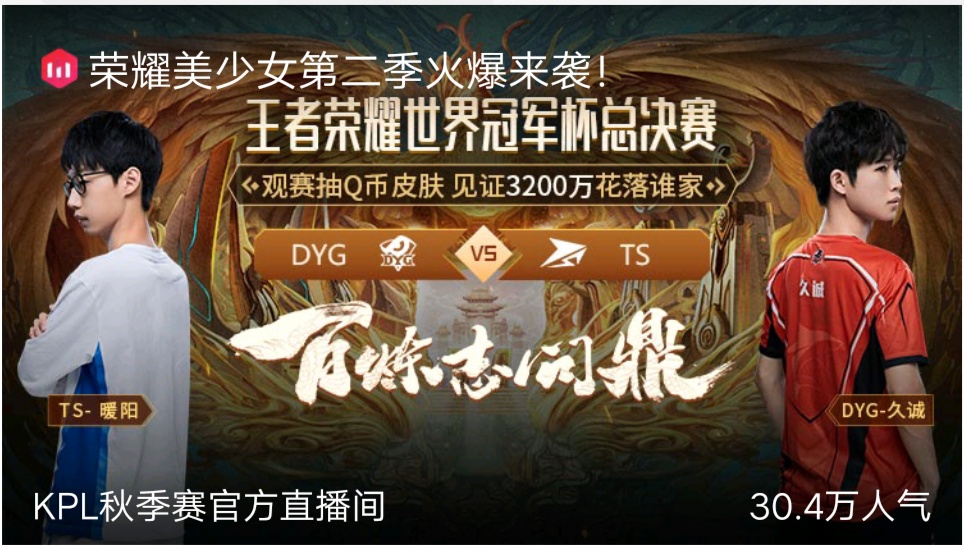 荣耀美少女第二季火爆来袭!
王者荣耀世界冠军杯总决赛
观赛抽Q币皮肤 见证3200万花落谁家
DYG DYG VS TS
百炼志问鼎
久诚
TS- 暖阳
DYG-久诚
KPL秋季赛官方直播间
30.4万人气